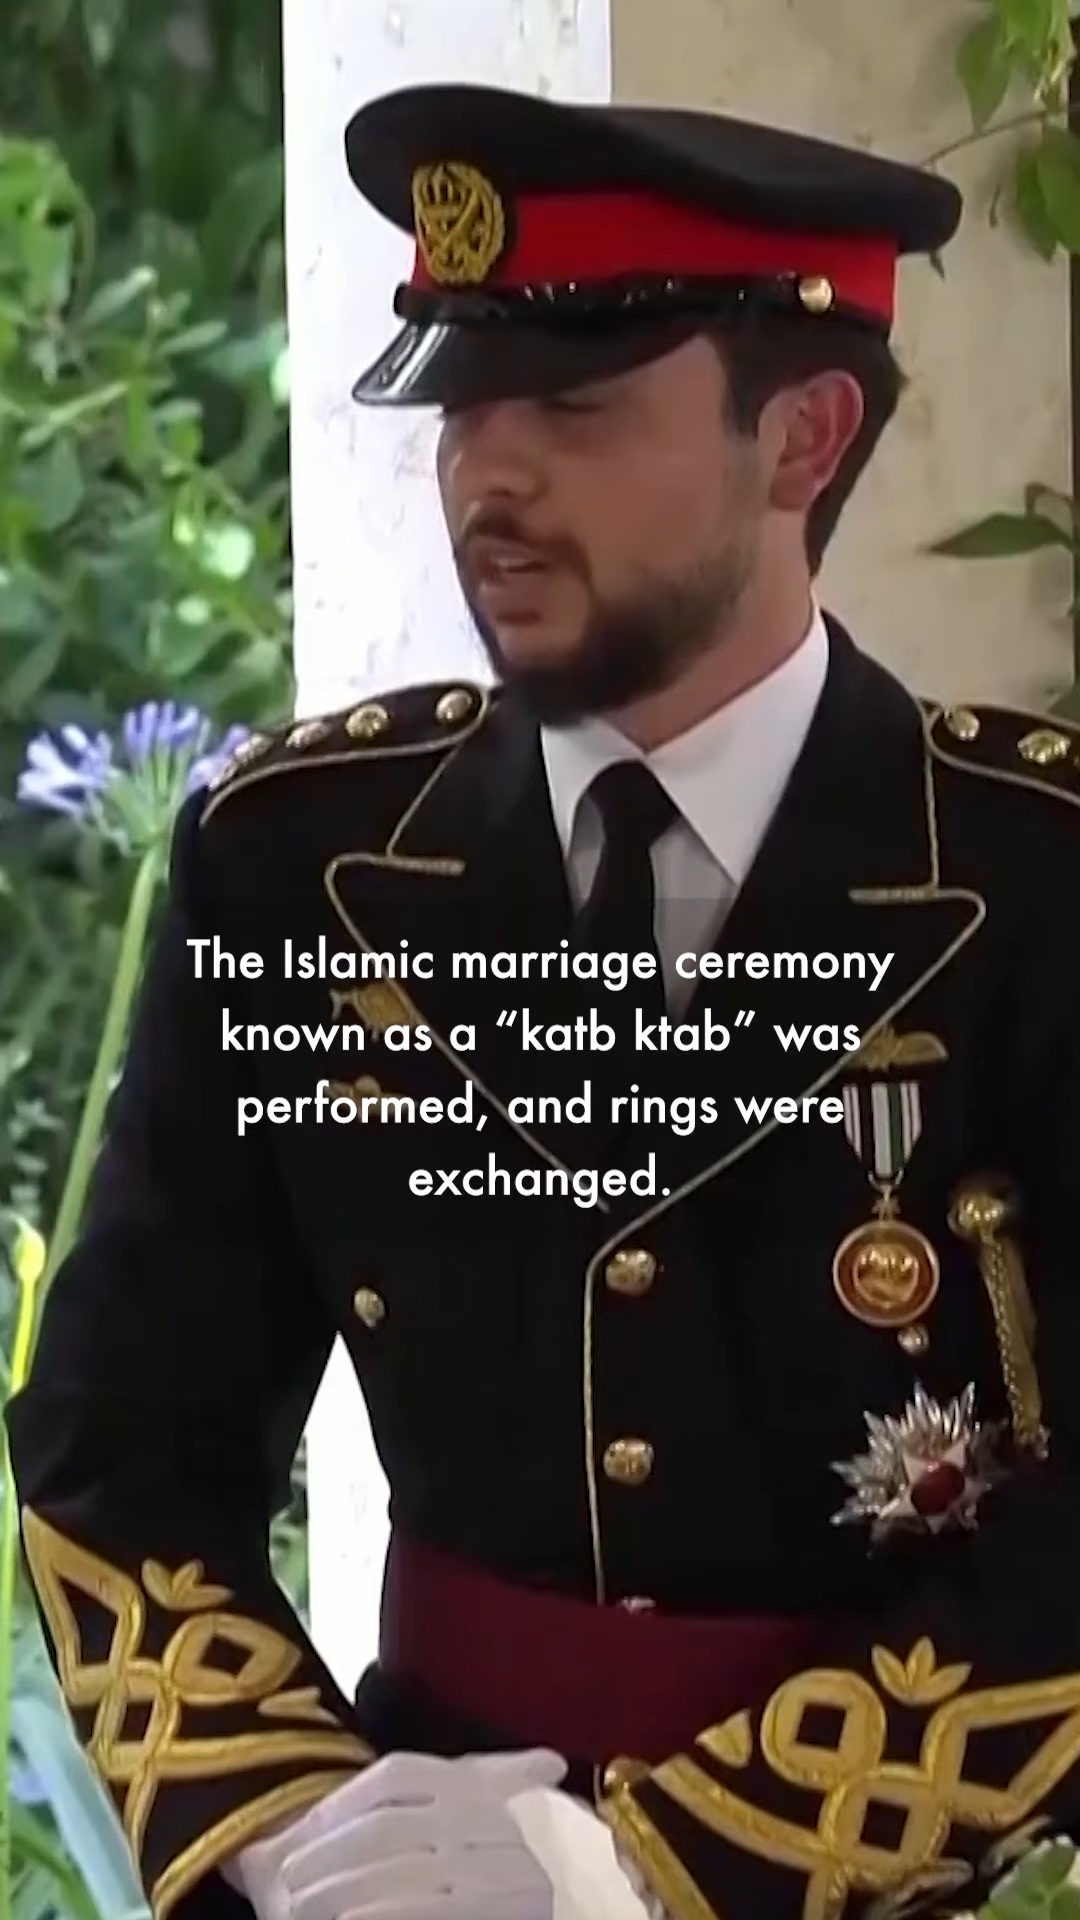 The Islamic marriage ceremony
known as a “katb ktab” was
performed, and rings were
exchanged.